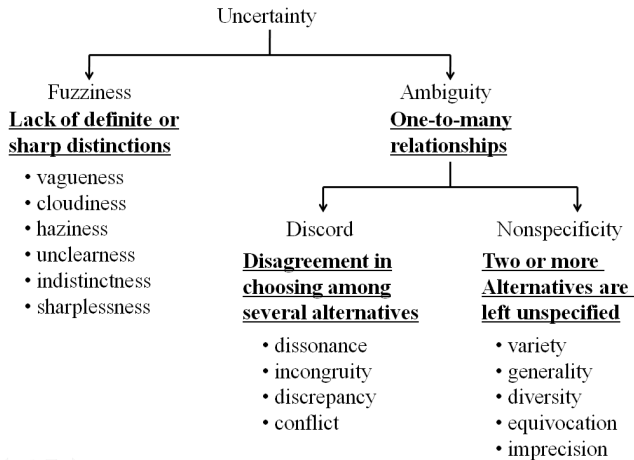 Uncertainty
Fuzziness
Lack of definite or
sharp distinctions
• vagueness
• cloudiness
• haziness
• unclearness
• indistinctness
• sharplessness
Ambiguity
One-to-many
relationships
Discord
Disagreement in
choosing among
several alternatives
• dissonance
• incongruity
• discrepancy
• conflict
Nonspecificity
Two or more
Alternatives are
left unspecified
• variety
• generality
• diversity
• equivocation
• imprecision